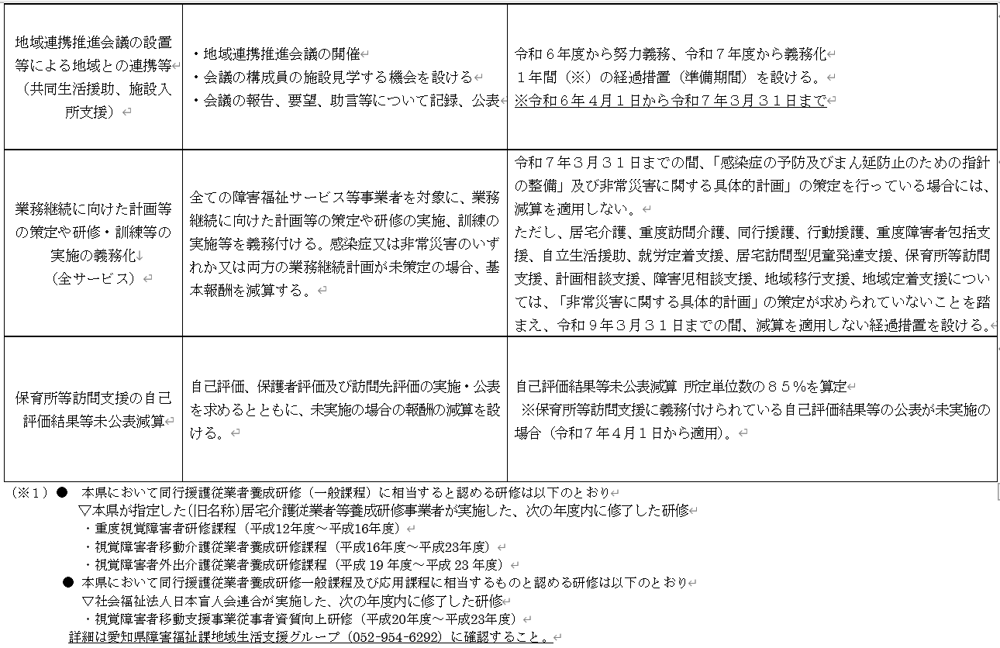 地域連携推進会議の設置
等による地域との連携等
（共同生活援助、施設入
所支援）
・地域連携推進会議の開催
・会議の構成員の施設見学する機会を設ける
・会議の報告、要望、助言等について記録、公表
令和６年度から努力義務、令和７年度から義務化
１年間（※）の経過措置（準備期間）を設ける。
※令和６年４月１日から令和７年３月３１日まで
業務継続に向けた計画等
の策定や研修・訓練等の
実施の義務化
（全サービス）
全ての障害福祉サービス等事業者を対象に、業務
継続に向けた計画等の策定や研修の実施、訓練の
実施等を義務付ける。感染症又は非常災害のいず
れか又は両方の業務継続計画が未策定の場合、基
本報酬を減算する。
令和７年３月３１日までの間、「感染症の予防及びまん延防止のための指針
の整備」及び非常災害に関する具体的計画」の策定を行っている場合には、
減算を適用しない。
ただし、居宅介護、重度訪問介護、同行援護、行動援護、重度障害者包括支
援、自立生活援助、就労定着支援、居宅訪問型児童発達支援、保育所等訪問
支援、計画相談支援、障害児相談支援、地域移行支援、地域定着支援につい
ては、「非常災害に関する具体的計画」の策定が求められていないことを踏
まえ、令和９年３月３１日までの間、減算を適用しない経過措置を設ける。
保育所等訪問支援の自己
評価結果等未公表減算
自己評価、保護者評価及び訪問先評価の実施・公表
を求めるとともに、未実施の場合の報酬の減算を設
ける。
自己評価結果等未公表減算 所定単位数の８５％を算定
※保育所等訪問支援に義務付けられている自己評価結果等の公表が未実施の
場合（令和７年４月１日から適用）。
（※１）● 本県において同行援護従業者養成研修（一般課程）に相当すると認める研修は以下のとおり
▽本県が指定した(旧名称)居宅介護従業者等養成研修事業者が実施した、次の年度内に修了した研修
・重度視覚障害者研修課程（平成12年度～平成16年度）
・視覚障害者移動介護従業者養成研修課程（平成16年度～平成23年度）
・視覚障害者外出介護従業者養成研修課程（平成 19 年度～平成 23 年度）
● 本県において同行援護従業者養成研修一般課程及び応用課程に相当するものと認める研修は以下のとおり
▽社会福祉法人日本盲人会連合が実施した、次の年度内に修了した研修
・視覚障害者移動支援事業従事者資質向上研修（平成20年度～平成23年度）
詳細は愛知県障害福祉課地域生活支援グループ（052-954-6292）に確認すること。